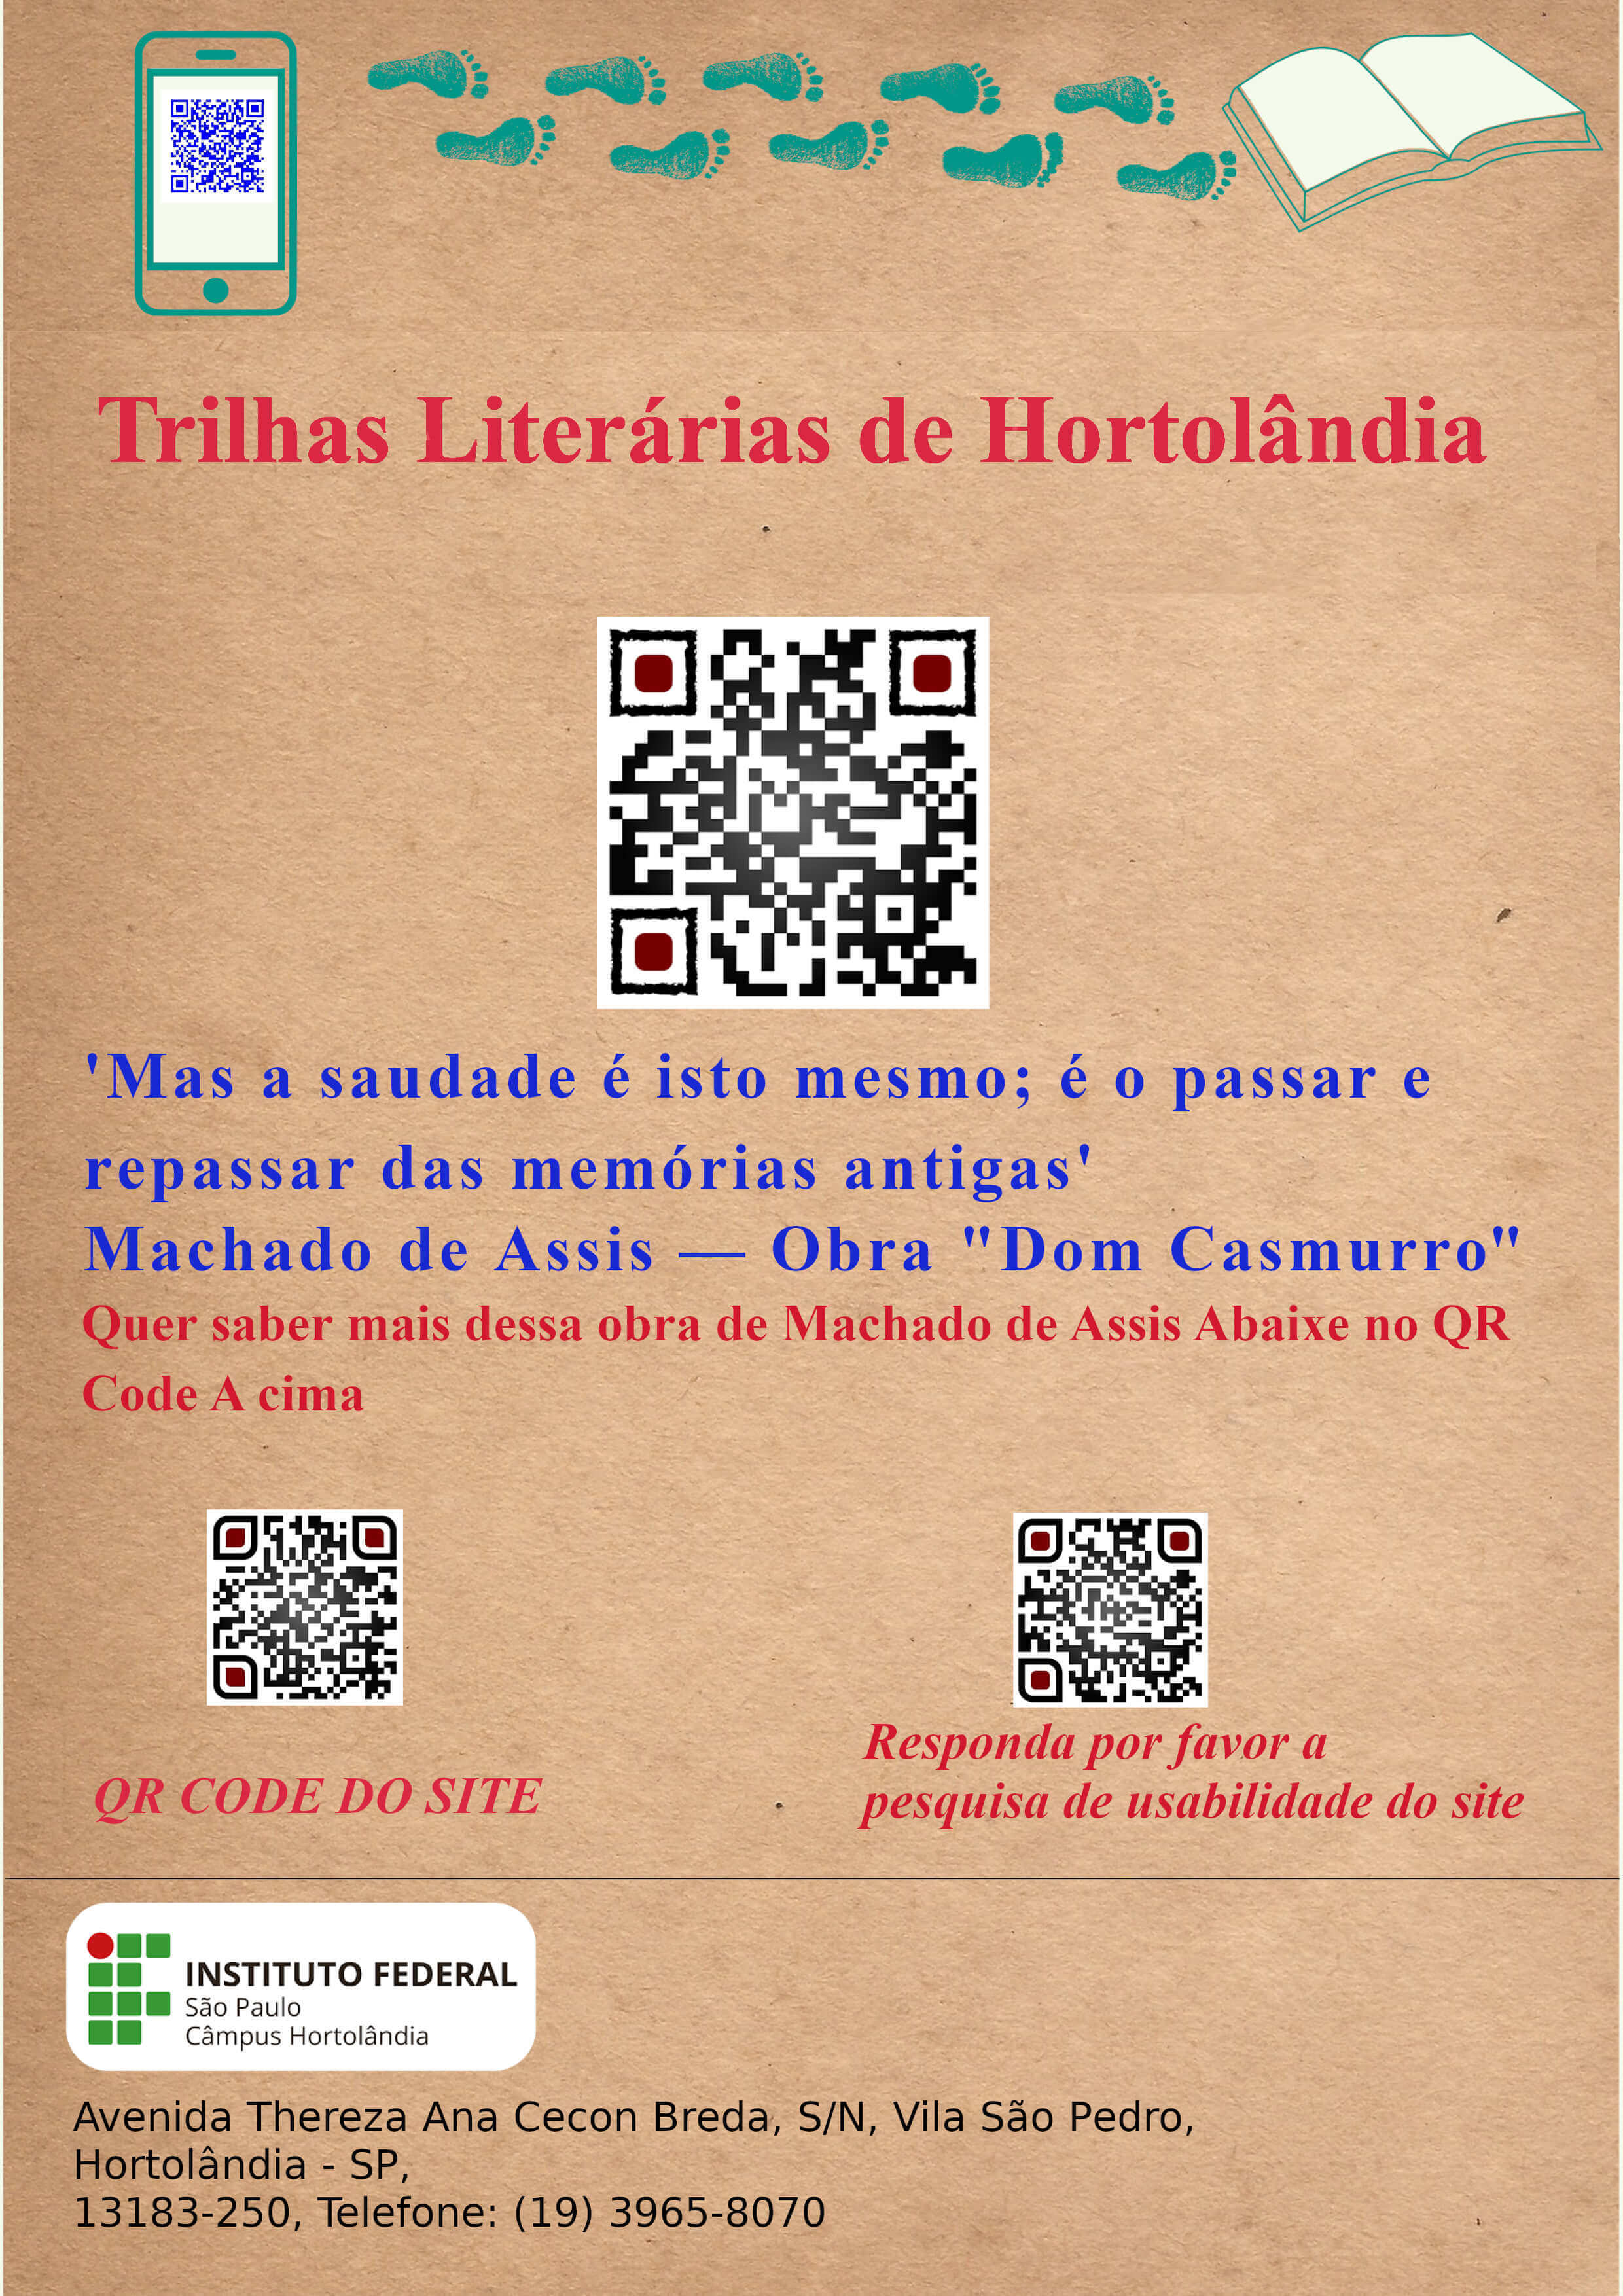 Trilhas Literárias de Hortolândia
'Mas a saudade é isto mesmo; é o passar e
repassar das memórias antigas'
Machado de Assis — Obra "Dom Casmurro"
Quer saber mais dessa obra de Machado de Assis Abaixe no QR
Code A cima
QR CODE DO SITE
Responda por favor a
pesquisa de usabilidade do site
INSTITUTO FEDERAL
São Paulo
Câmpus Hortolândia
Avenida Thereza Ana Cecon Breda, S/N, Vila São Pedro,
Hortolândia - SP,
13183-250, Telefone: (19) 3965-8070